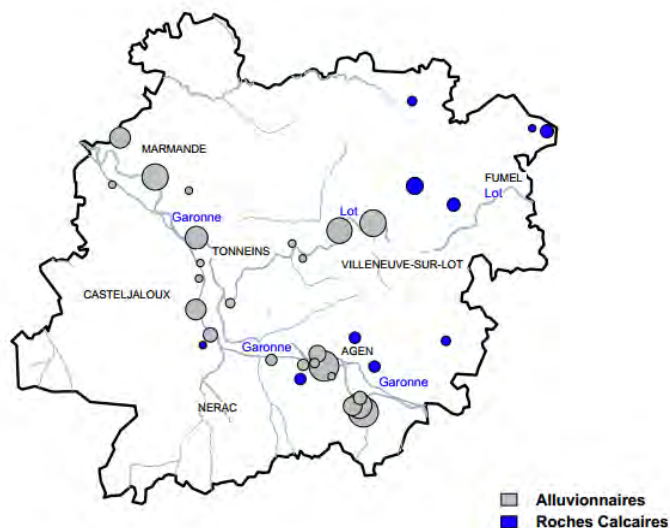 MARMANDE
FUMEL
Lot
Garonne
Lot
TONNEINS
VILLENEUVE-SUR-LOT
CASTELJALOUX
Garonne
AGEN
Garonne
NERAC
Alluvionnaires
Roches Calcaires